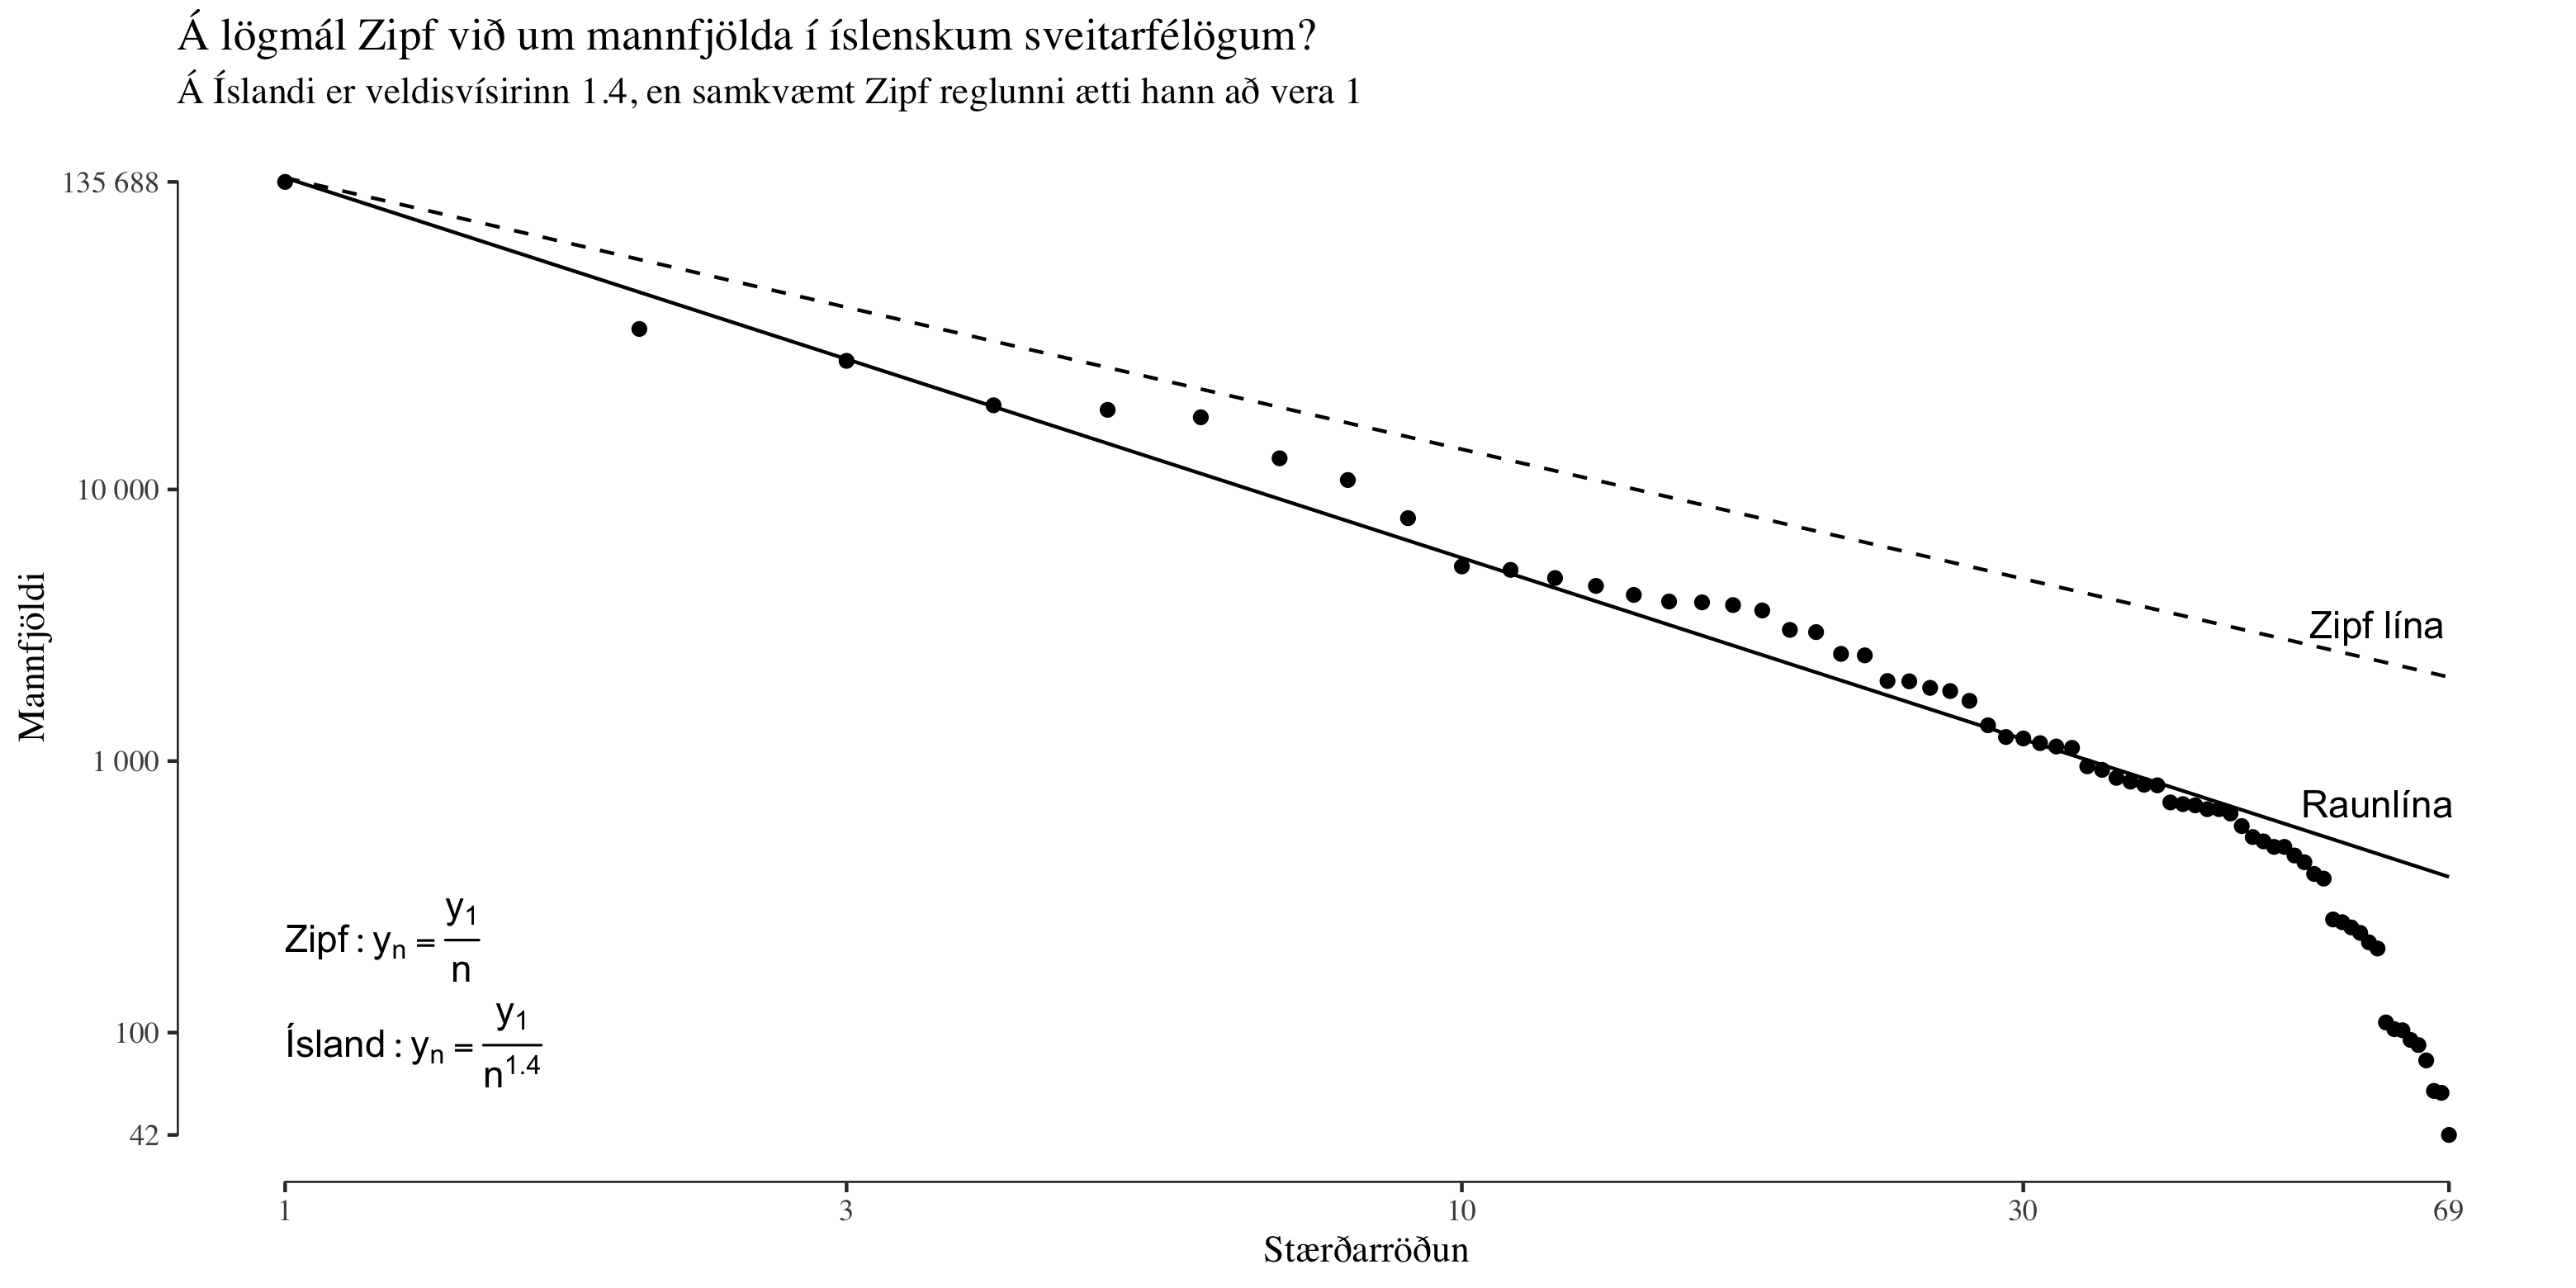 Á lögmál Zipf við um mannfjölda í íslenskum sveitarfélögum?
Á Íslandi er veldisvísirinn 1.4, en samkvæmt Zipf reglunni ætti hann að vera 1
135 688
10 000
1 000
100
42
Mannfjöldi
Zipf lína
Raunlína
Zipf : yₙ = y₁/n
Ísland : yₙ = y₁/n¹·⁴
1 3 10 30 69
Stærðarröðun